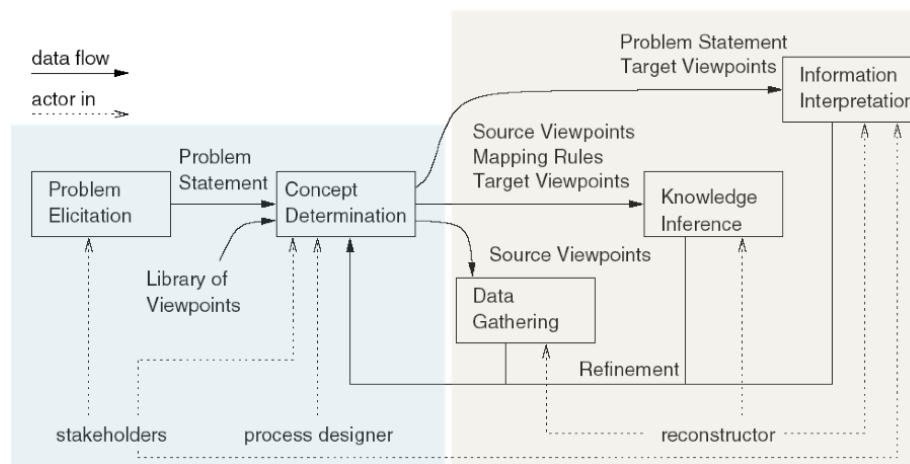 data flow
actor in
Problem Statement
Target Viewpoints
Information
Interpretation
Problem
Statement
Source Viewpoints
Mapping Rules
Target Viewpoints
Problem
Elicitation
Concept
Determination
Knowledge
Inference
Library of
Viewpoints
Source Viewpoints
Data
Gathering
Refinement
stakeholders
process designer
reconstructor